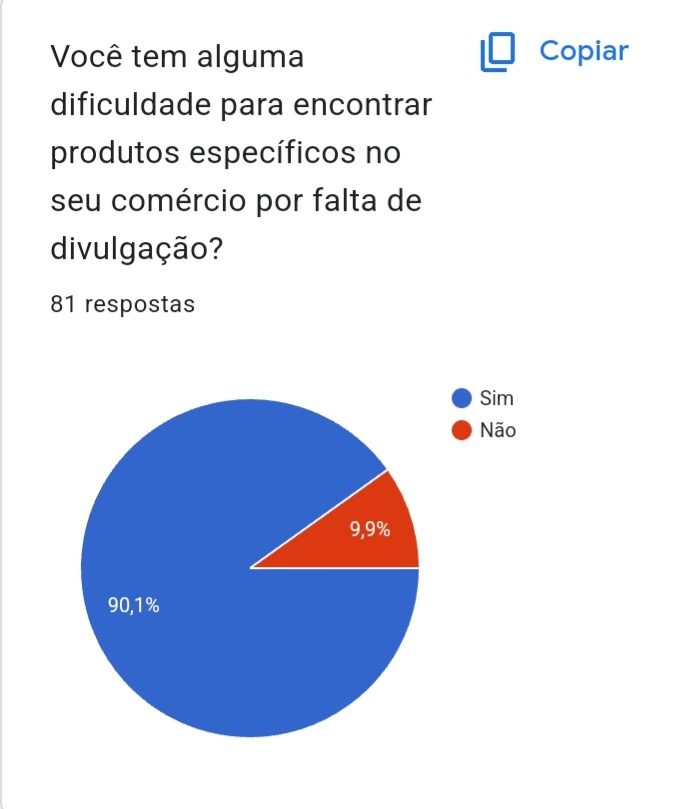 Você tem alguma
dificuldade para encontrar
produtos específicos no
seu comércio por falta de
divulgação?
Copiar
81 respostas
Sim
Não
9,9%
90,1%